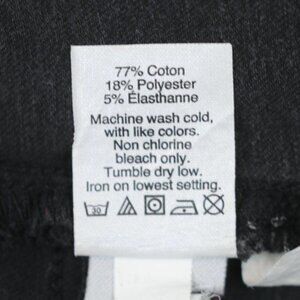 77% Coton
18% Polyester
5% Élasthanne
Machine wash cold,
with like colors.
Non chlorine
bleach only.
Tumble dry low.
Iron on lowest setting.
30